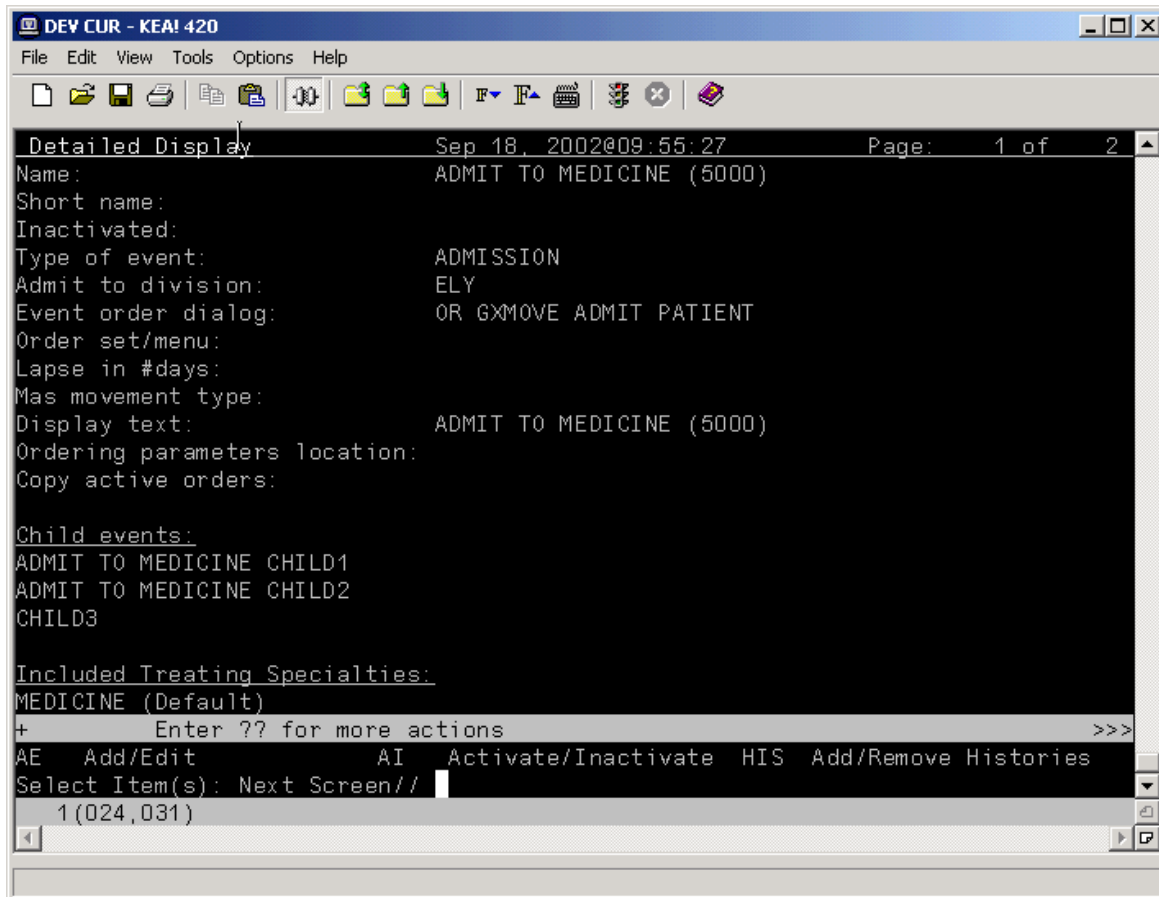 DEV CUR - KEA! 420
File Edit View Tools Options Help
Detailed Display Sep 18, 2002@09:55:27 Page: 1 of 2
Name: ADMIT TO MEDICINE (5000)
Short name:
Inactivated:
Type of event: ADMISSION
Admit to division: ELY
Event order dialog: OR GXMOVE ADMIT PATIENT
Order set/menu:
Lapse in #days:
Mas movement type:
Display text: ADMIT TO MEDICINE (5000)
Ordering parameters location:
Copy active orders:
Child events:
ADMIT TO MEDICINE CHILD1
ADMIT TO MEDICINE CHILD2
CHILD3
Included Treating Specialties:
MEDICINE (Default)
+ Enter ?? for more actions >>>
AE Add/Edit AI Activate/Inactivate HIS Add/Remove Histories
Select Item(s): Next Screen//
1(024,031)